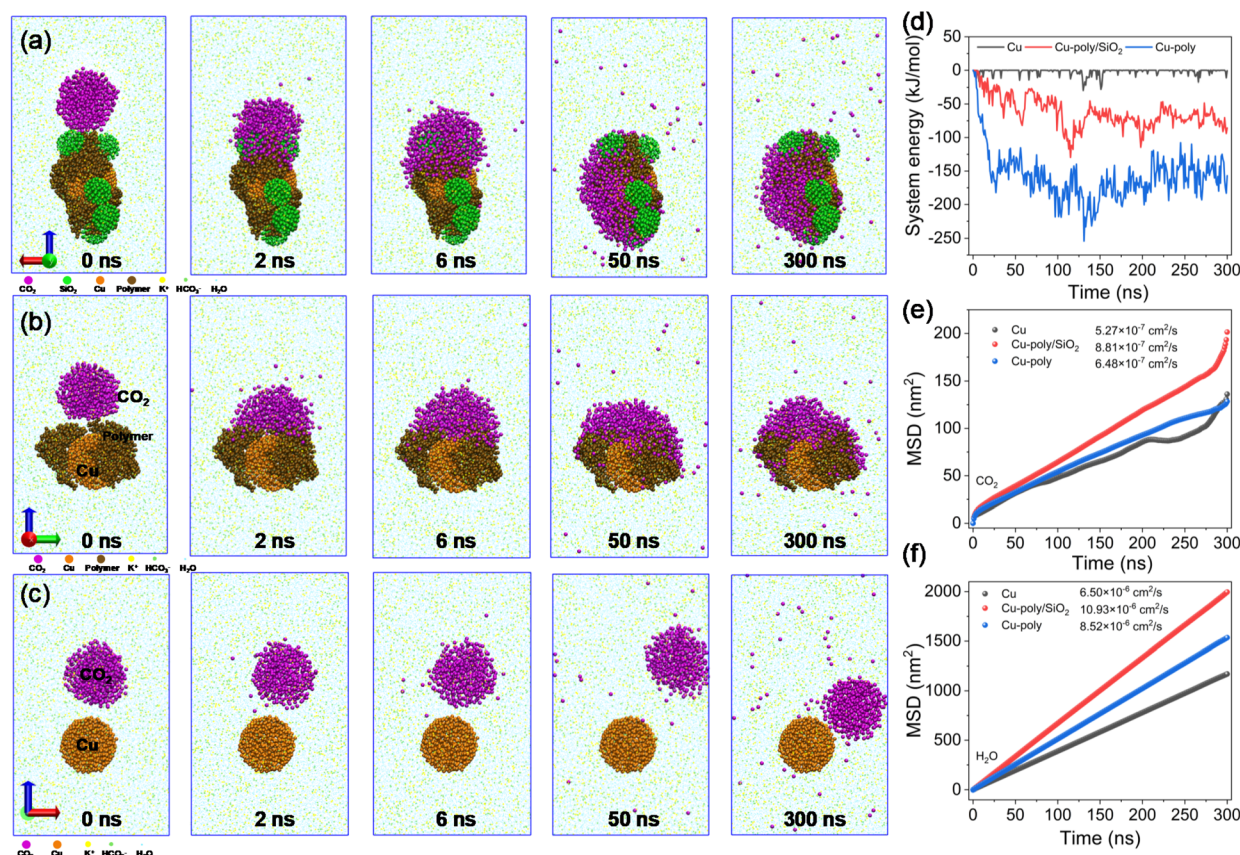 (a)
0 ns
2 ns
6 ns
50 ns
300 ns
CO₂ SiO₂ Cu Polymer K⁺ HCO₃⁻ H₂O
(b)
CO₂
Polymer
Cu
0 ns
2 ns
6 ns
50 ns
300 ns
CO₂ Cu Polymer K⁺ HCO₃⁻ H₂O
(c)
CO₂
Cu
0 ns
2 ns
6 ns
50 ns
300 ns
CO₂ Cu K⁺ HCO₃⁻ H₂O
(d)
Cu Cu-poly/SiO₂ Cu-poly
System energy (kJ/mol)
50
0
-50
-100
-150
-200
-250
0 50 100 150 200 250 300
Time (ns)
(e)
Cu 5.27×10⁻⁷ cm²/s
Cu-poly/SiO₂ 8.81×10⁻⁷ cm²/s
Cu-poly 6.48×10⁻⁷ cm²/s
MSD (nm²)
200
150
100
50
0
CO₂
0 50 100 150 200 250 300
Time (ns)
(f)
Cu 6.50×10⁻⁶ cm²/s
Cu-poly/SiO₂ 10.93×10⁻⁶ cm²/s
Cu-poly 8.52×10⁻⁶ cm²/s
MSD (nm²)
2000
1500
1000
500
0
H₂O
0 50 100 150 200 250 300
Time (ns)